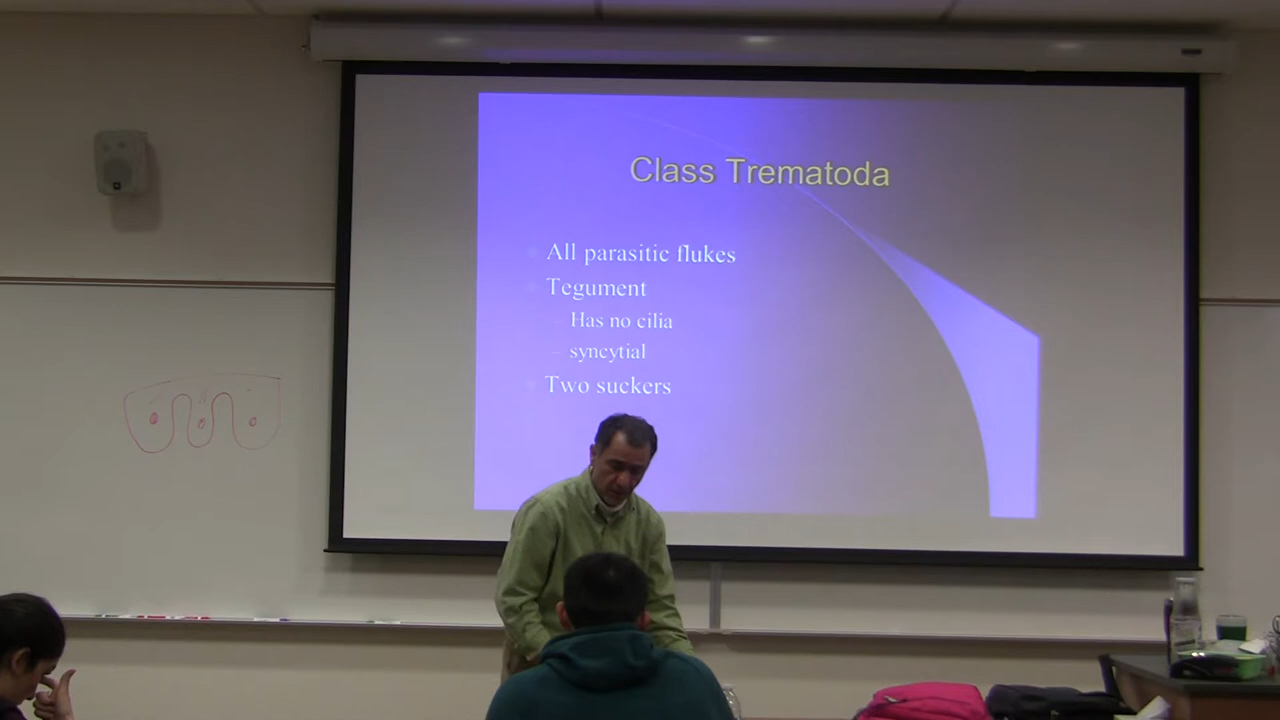 Class Trematoda
All parasitic flukes
Tegument
– Has no cilia
– syncytial
Two suckers